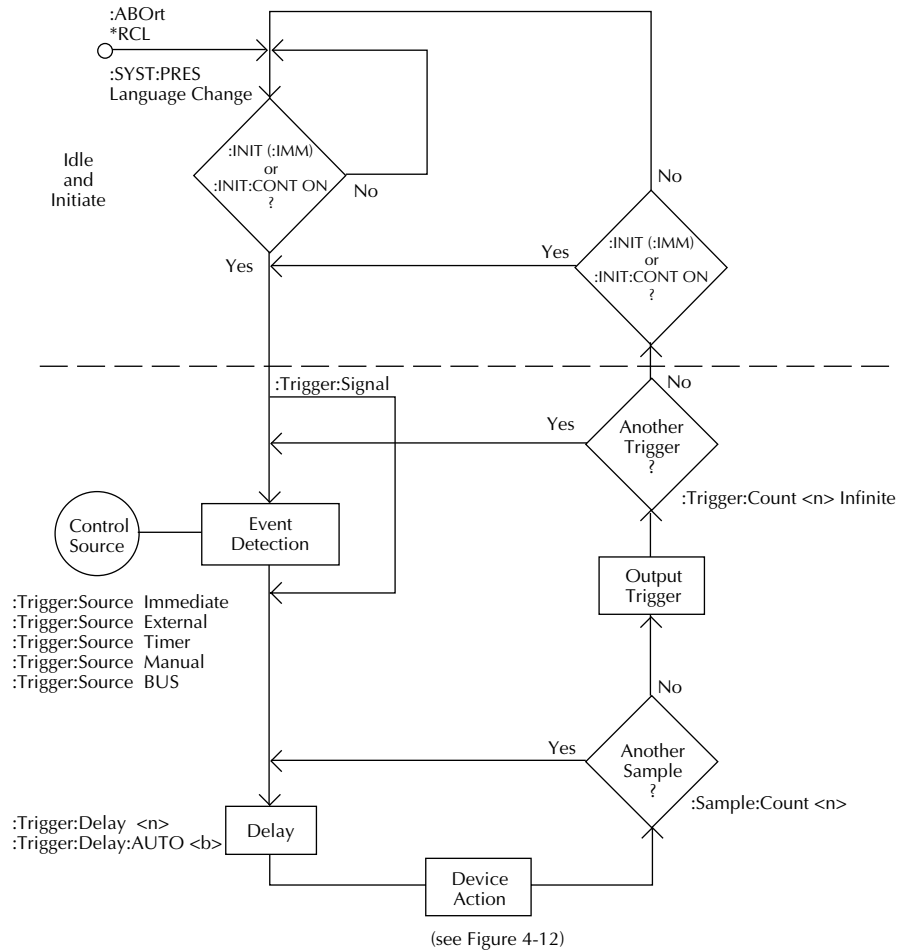 :ABOrt
*RCL
:SYST:PRES
Language Change
Idle
and
Initiate
:INIT (:IMM)
or
:INIT:CONT ON
?
No
Yes
No
Yes
:INIT (:IMM)
or
:INIT:CONT ON
?
:Trigger:Signal
No
Yes
Another
Trigger
?
:Trigger:Count <n> Infinite
Control
Source
Event
Detection
Output
Trigger
:Trigger:Source Immediate
:Trigger:Source External
:Trigger:Source Timer
:Trigger:Source Manual
:Trigger:Source BUS
No
Yes
Another
Sample
?
:Sample:Count <n>
:Trigger:Delay <n>
:Trigger:Delay:AUTO <b>
Delay
Device
Action
(see Figure 4-12)